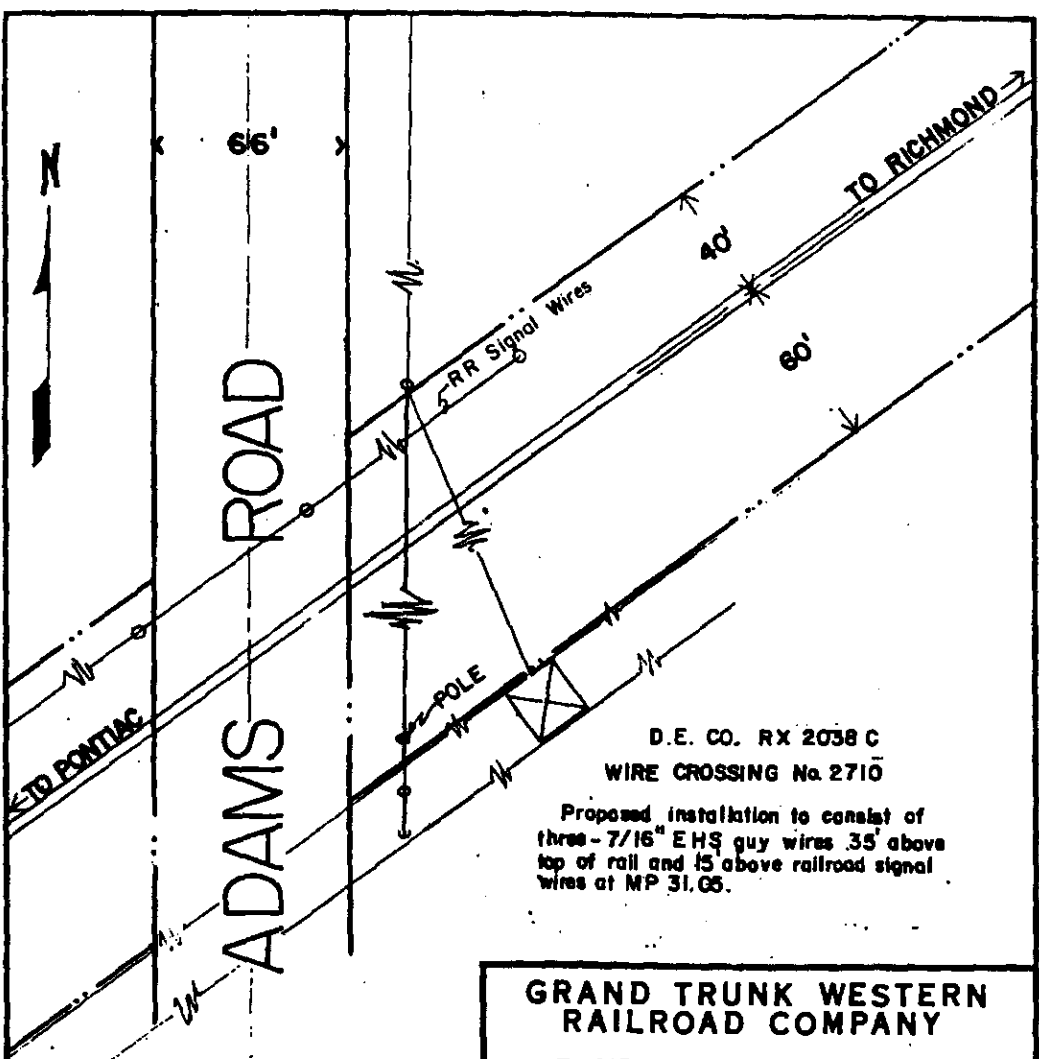 N
66'
TO RICHMOND
40'
RR Signal Wires
60'
ADAMS ROAD
POLE
TO PONTIAC
D.E. CO. RX 2038 C
WIRE CROSSING No. 2710
Proposed installation to consist of
three - 7/16" EHS guy wires 35' above
top of rail and 15' above railroad signal
wires at MP 31.05.
GRAND TRUNK WESTERN
RAILROAD COMPANY